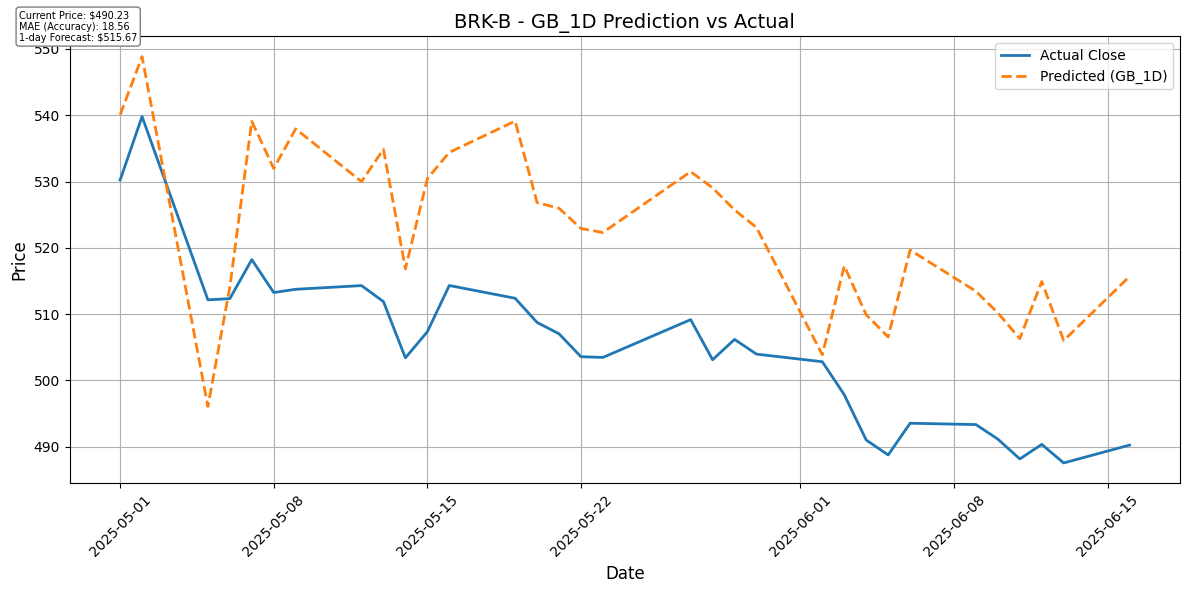 BRK-B - GB_1D Prediction vs Actual
Current Price: $490.23
MAE (Accuracy): 18.56
1-day Forecast: $515.67
Actual Close
Predicted (GB_1D)
550
540
530
520
510
500
490
Price
2025-05-01
2025-05-08
2025-05-15
2025-05-22
2025-06-01
2025-06-08
2025-06-15
Date